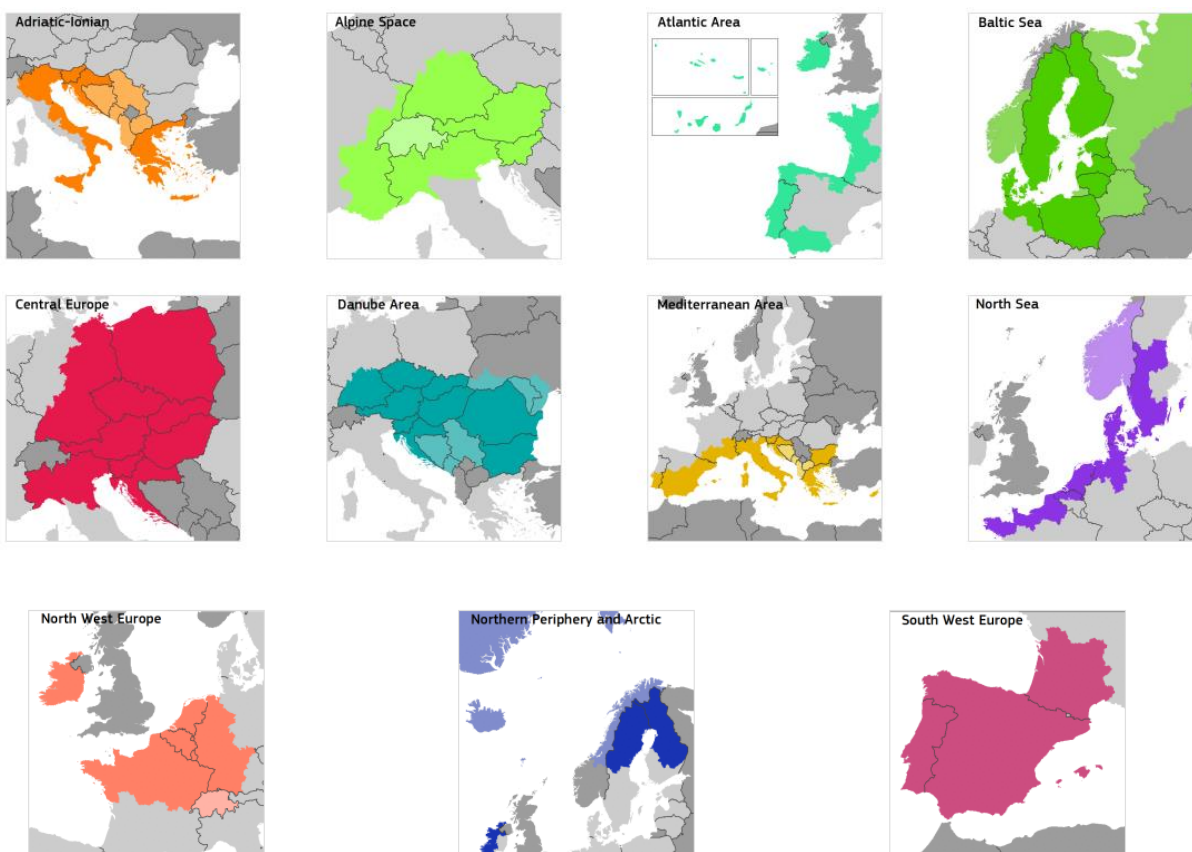 Adriatic-Ionian
Alpine Space
Atlantic Area
Baltic Sea
Central Europe
Danube Area
Mediterranean Area
North Sea
North West Europe
Northern Periphery and Arctic
South West Europe